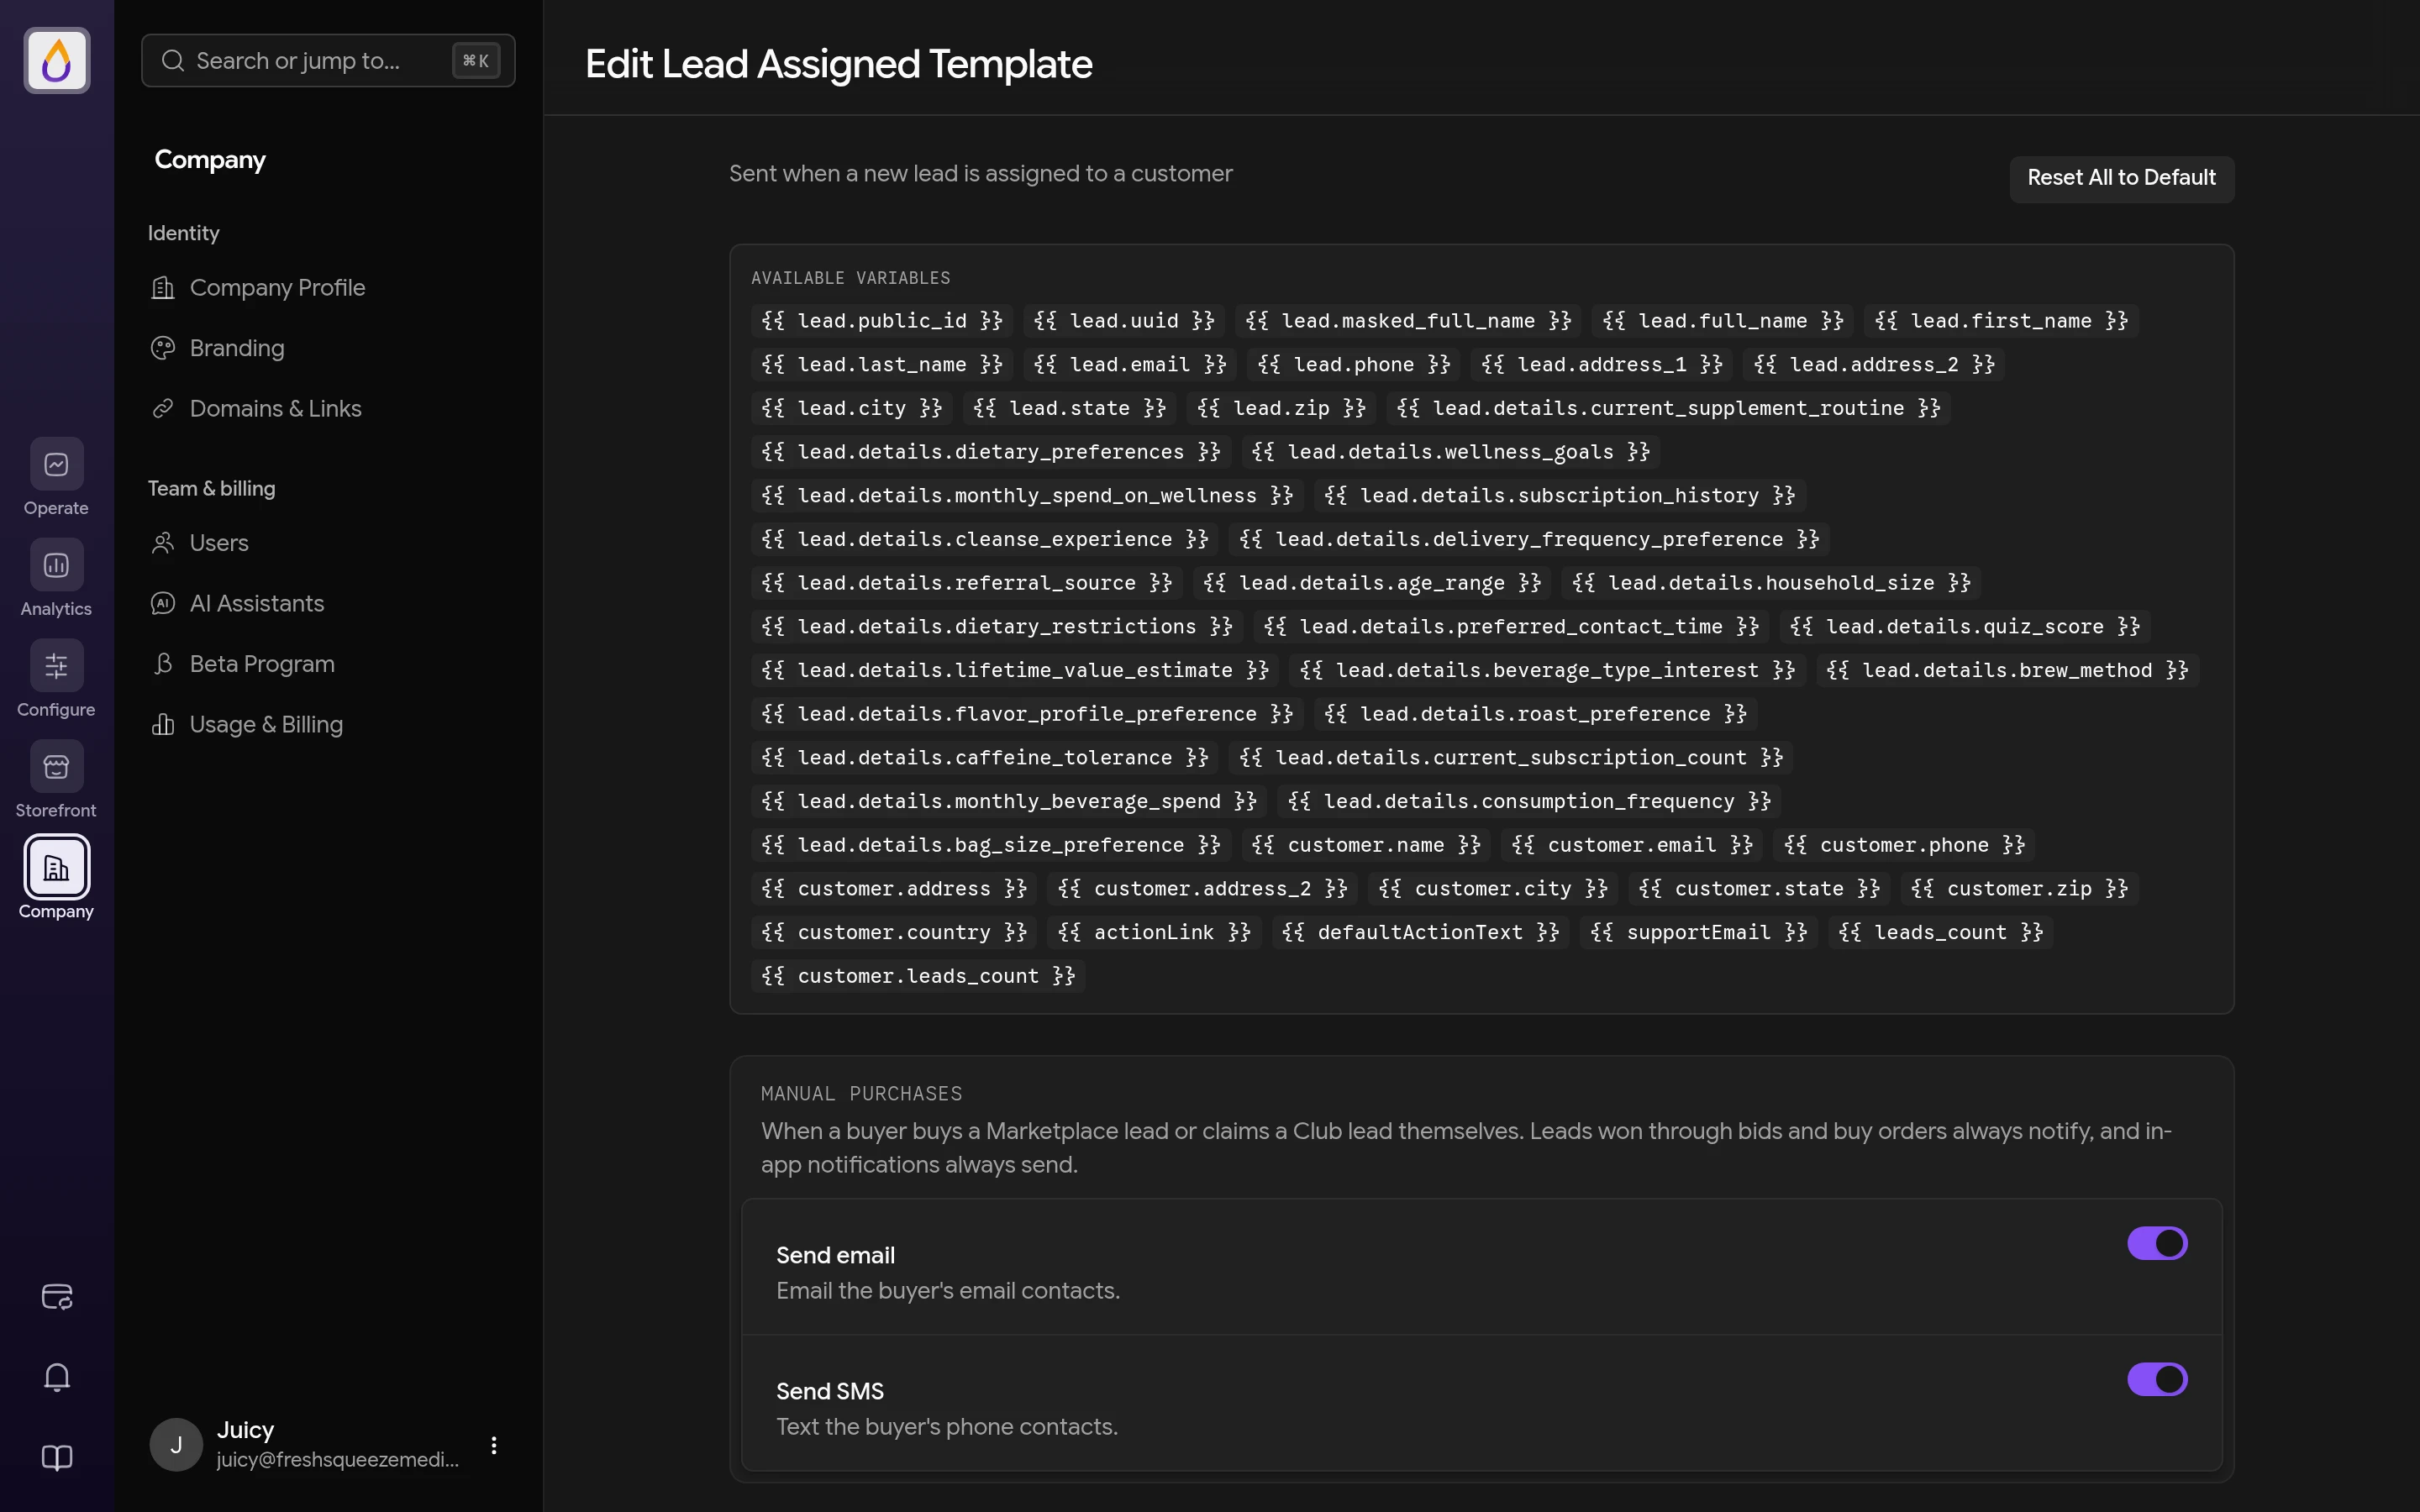 Search or jump to...
⌘ K
Company
Identity
Company Profile
Branding
Domains & Links
Team & billing
Users
AI Assistants
Beta Program
Usage & Billing
Operate
Analytics
Configure
Storefront
Company
J
Juicy
juicy@freshsqueezemedi...
Edit Lead Assigned Template
Sent when a new lead is assigned to a customer
Reset All to Default
AVAILABLE VARIABLES
{{ lead.public_id }} {{ lead.uuid }} {{ lead.masked_full_name }} {{ lead.full_name }} {{ lead.first_name }}
{{ lead.last_name }} {{ lead.email }} {{ lead.phone }} {{ lead.address_1 }} {{ lead.address_2 }}
{{ lead.city }} {{ lead.state }} {{ lead.zip }} {{ lead.details.current_supplement_routine }}
{{ lead.details.dietary_preferences }} {{ lead.details.wellness_goals }}
{{ lead.details.monthly_spend_on_wellness }} {{ lead.details.subscription_history }}
{{ lead.details.cleanse_experience }} {{ lead.details.delivery_frequency_preference }}
{{ lead.details.referral_source }} {{ lead.details.age_range }} {{ lead.details.household_size }}
{{ lead.details.dietary_restrictions }} {{ lead.details.preferred_contact_time }} {{ lead.details.quiz_score }}
{{ lead.details.lifetime_value_estimate }} {{ lead.details.beverage_type_interest }} {{ lead.details.brew_method }}
{{ lead.details.flavor_profile_preference }} {{ lead.details.roast_preference }}
{{ lead.details.caffeine_tolerance }} {{ lead.details.current_subscription_count }}
{{ lead.details.monthly_beverage_spend }} {{ lead.details.consumption_frequency }}
{{ lead.details.bag_size_preference }} {{ customer.name }} {{ customer.email }} {{ customer.phone }}
{{ customer.address }} {{ customer.address_2 }} {{ customer.city }} {{ customer.state }} {{ customer.zip }}
{{ customer.country }} {{ actionLink }} {{ defaultActionText }} {{ supportEmail }} {{ leads_count }}
{{ customer.leads_count }}
MANUAL PURCHASES
When a buyer buys a Marketplace lead or claims a Club lead themselves. Leads won through bids and buy orders always notify, and in-
app notifications always send.
Send email
Email the buyer's email contacts.
Send SMS
Text the buyer's phone contacts.